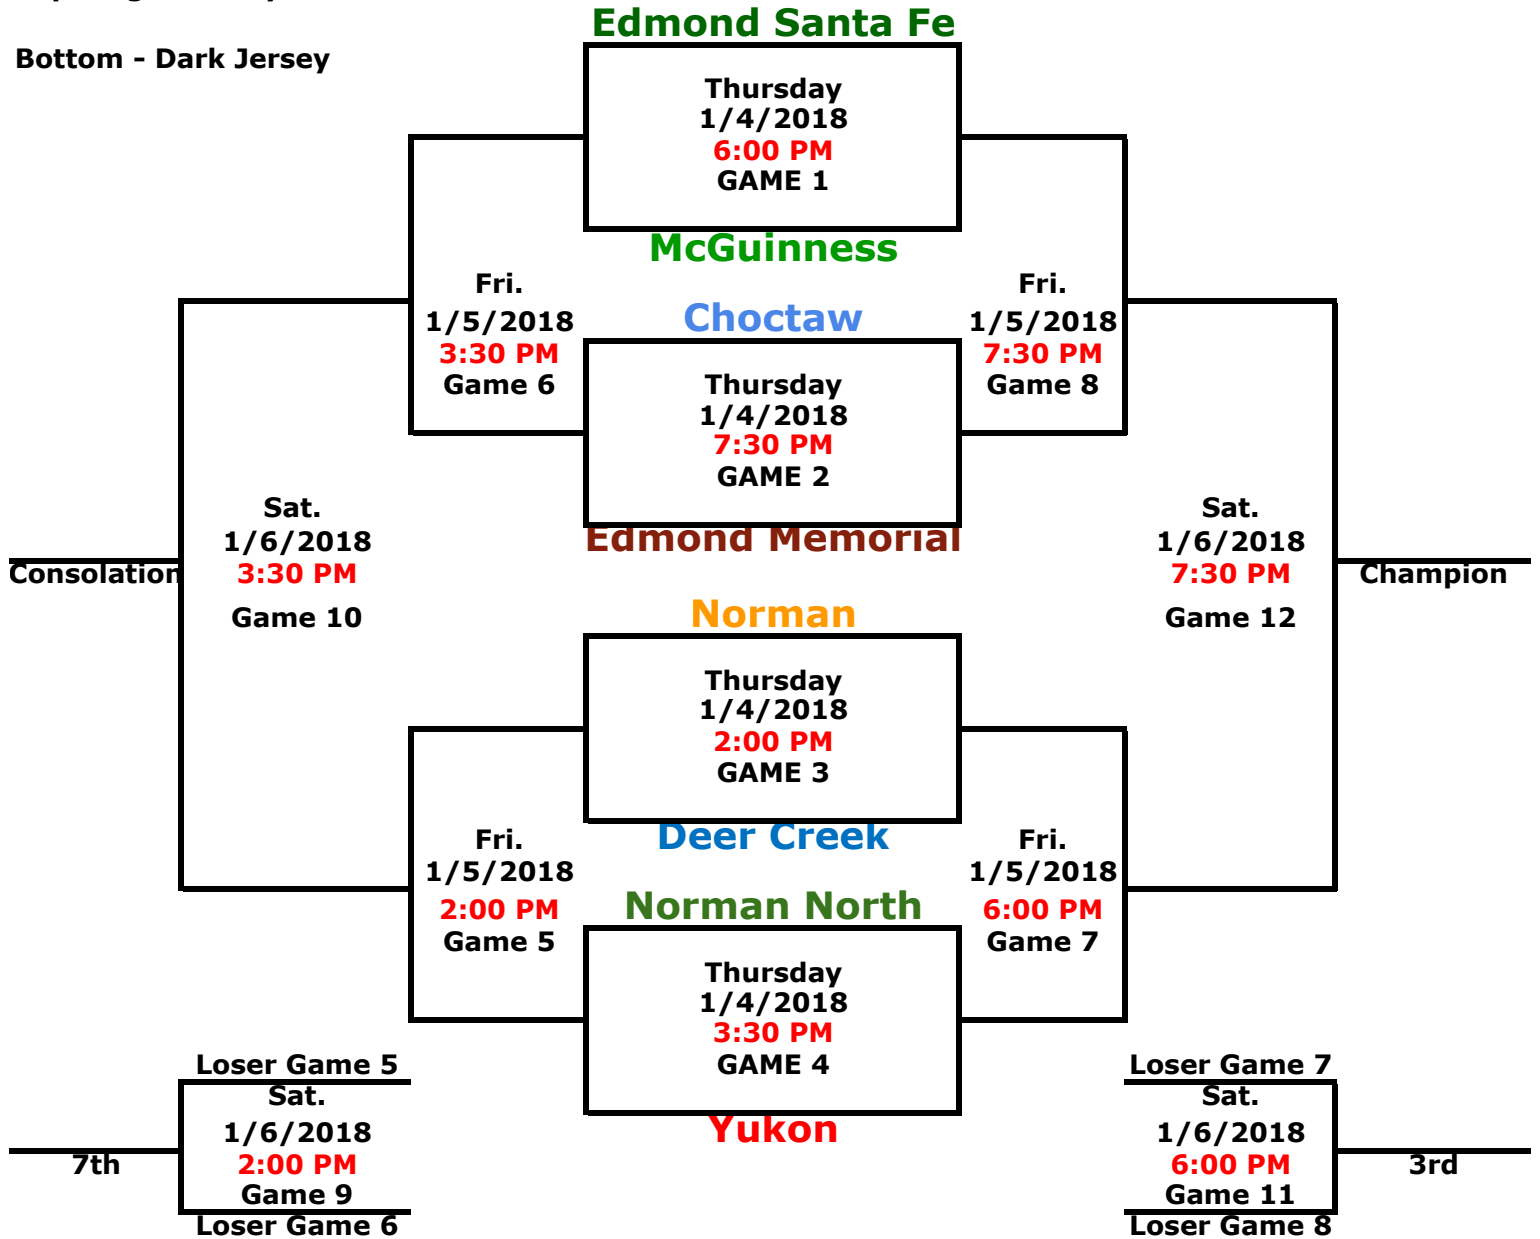 Edmond Santa Fe
Bottom - Dark Jersey
Thursday
1/4/2018
6:00 PM
GAME 1
McGuinness
Fri.
1/5/2018
3:30 PM
Game 6
Choctaw
Thursday
1/4/2018
7:30 PM
GAME 2
Edmond Memorial
Fri.
1/5/2018
7:30 PM
Game 8
Sat.
1/6/2018
3:30 PM
Game 10
Consolation
Sat.
1/6/2018
7:30 PM
Game 12
Champion
Norman
Thursday
1/4/2018
2:00 PM
GAME 3
Deer Creek
Fri.
1/5/2018
2:00 PM
Game 5
Norman North
Thursday
1/4/2018
3:30 PM
GAME 4
Yukon
Fri.
1/5/2018
6:00 PM
Game 7
Loser Game 5
Sat.
1/6/2018
2:00 PM
Game 9
Loser Game 6
7th
Loser Game 7
Sat.
1/6/2018
6:00 PM
Game 11
Loser Game 8
3rd